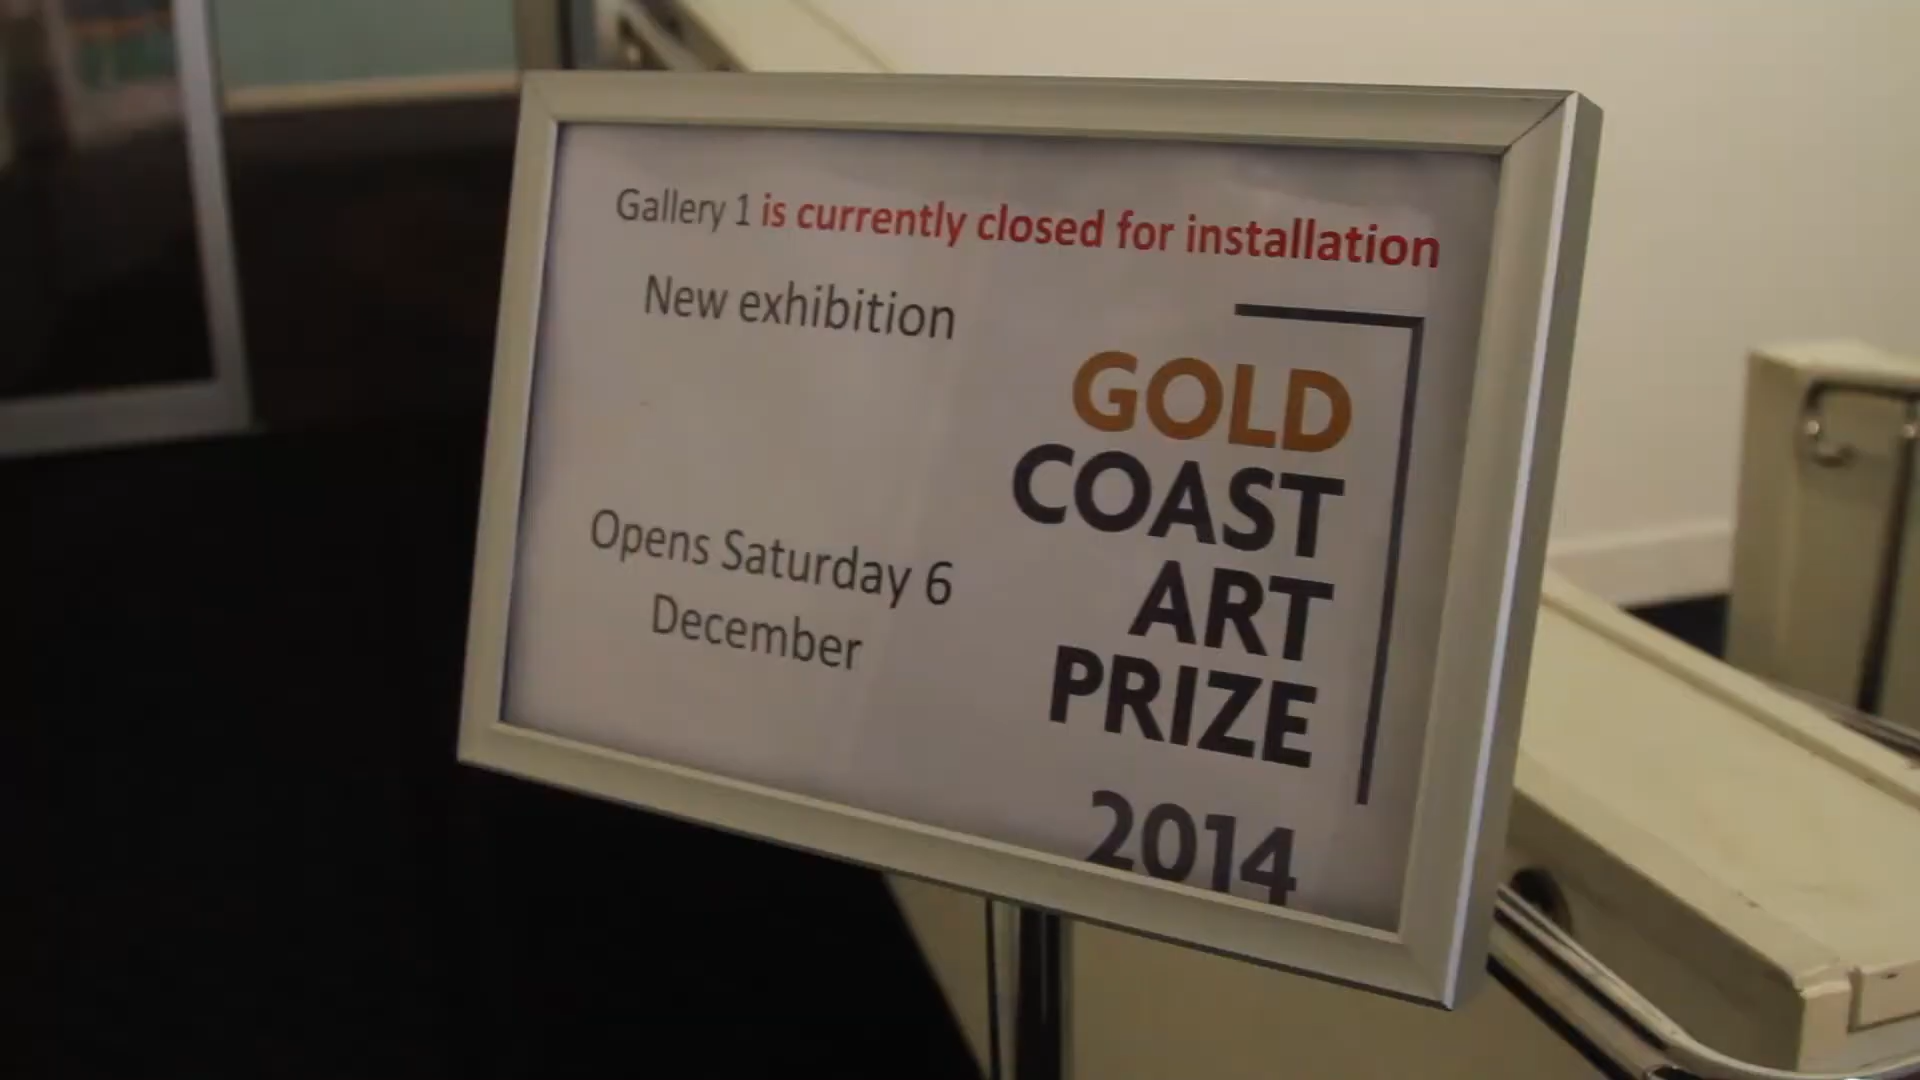 Gallery 1 is currently closed for installation
New exhibition
Opens Saturday 6
December
GOLD
COAST
ART
PRIZE
2014